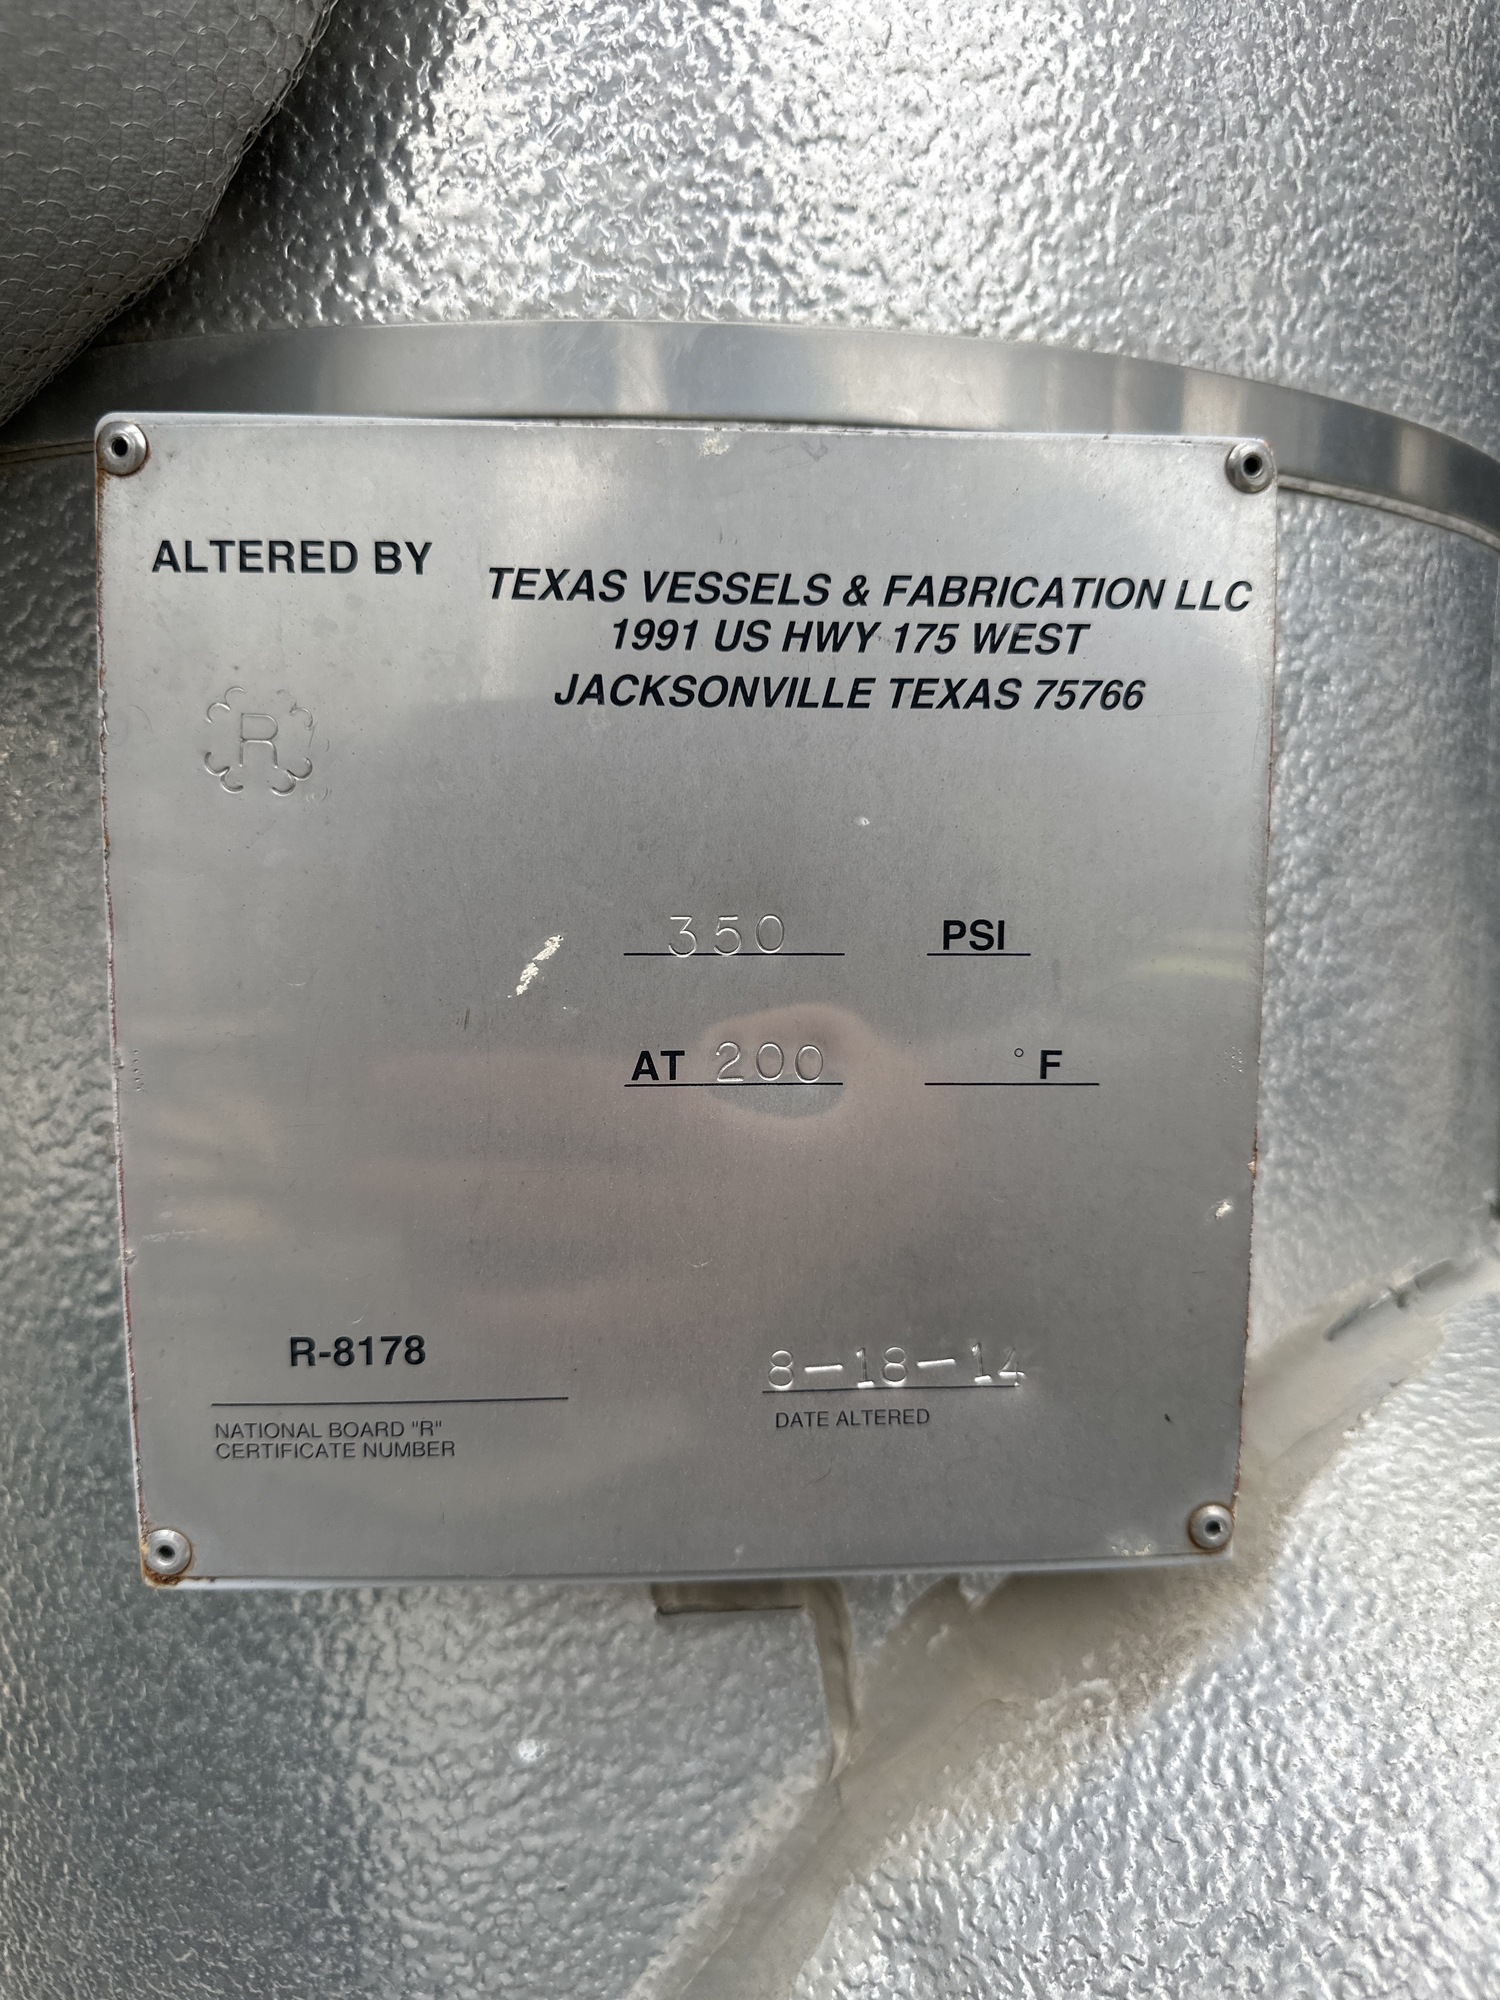 ALTERED BY
TEXAS VESSELS & FABRICATION LLC
1991 US HWY 175 WEST
JACKSONVILLE TEXAS 75766
R
350 PSI
AT 200 °F
R-8178
NATIONAL BOARD "R"
CERTIFICATE NUMBER
8-18-14
DATE ALTERED